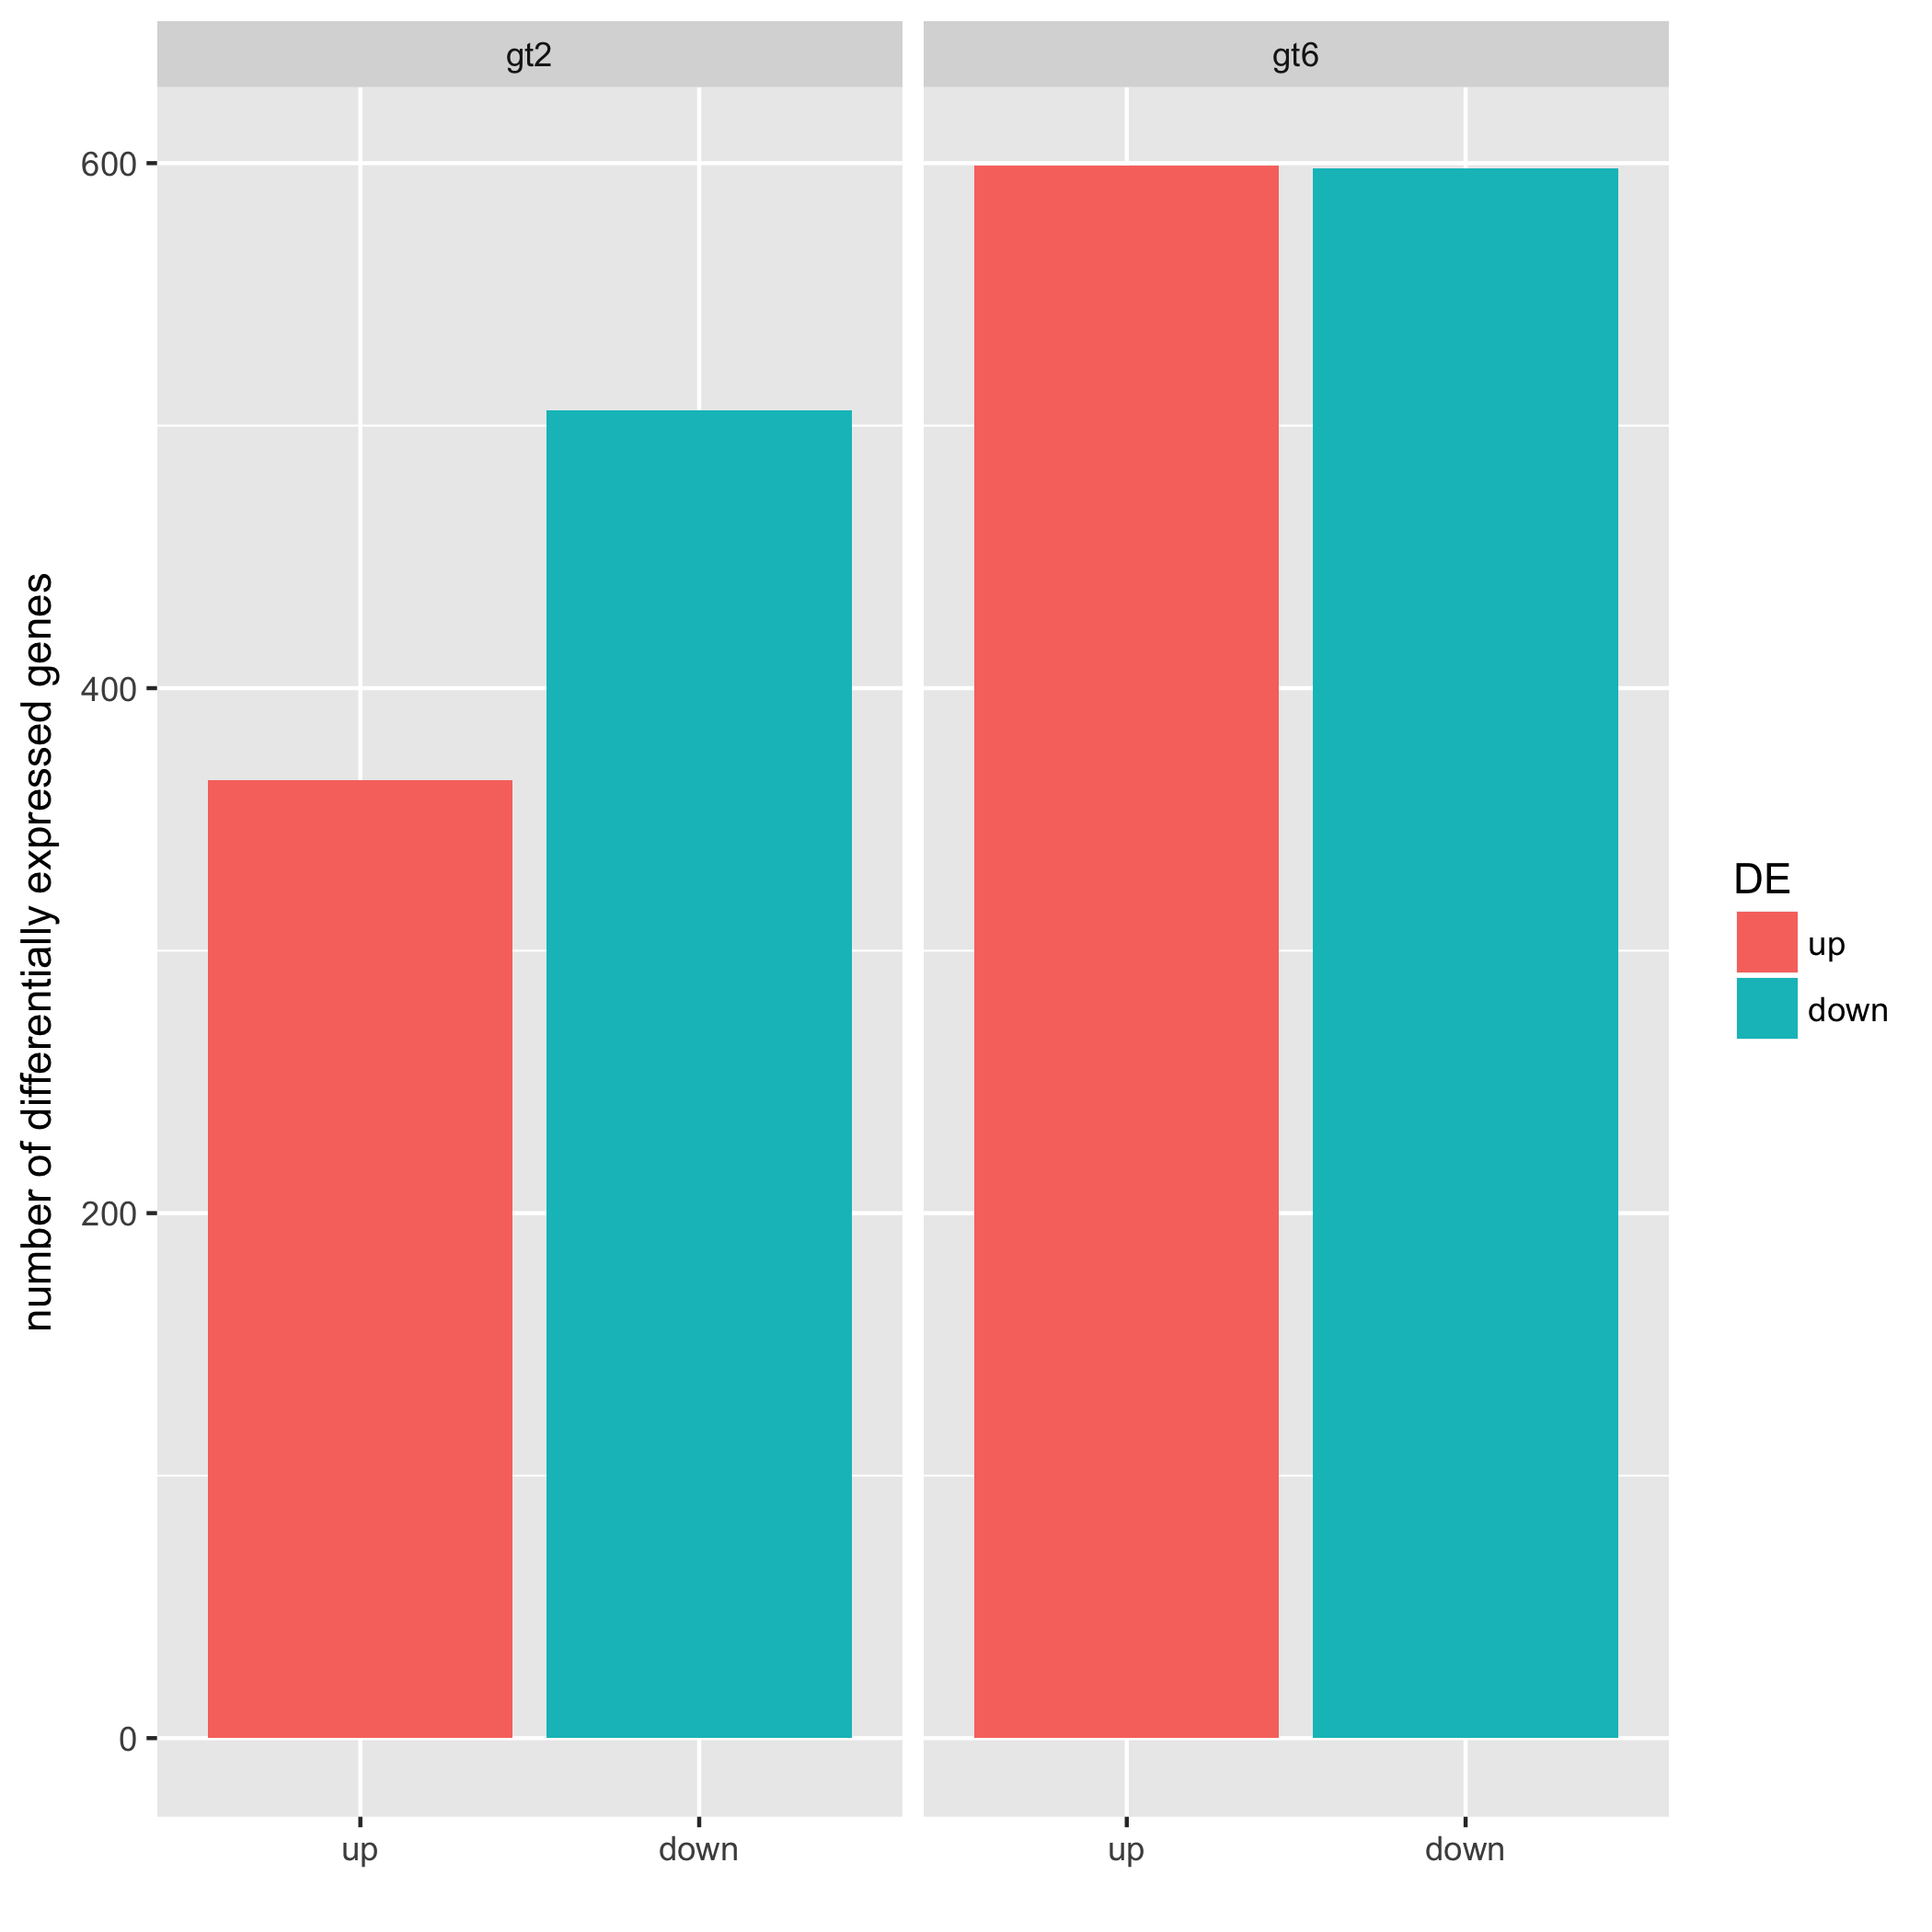 gt2
gt6
number of differentially expressed genes
600
400
200
0
up
down
up
down
DE
up
down